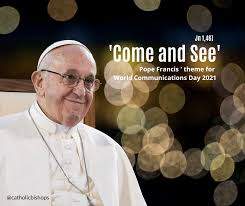 Jn 1,46)
'Come and See'
Pope Francis ' theme for
World Communications Day 2021
@catholicbishops